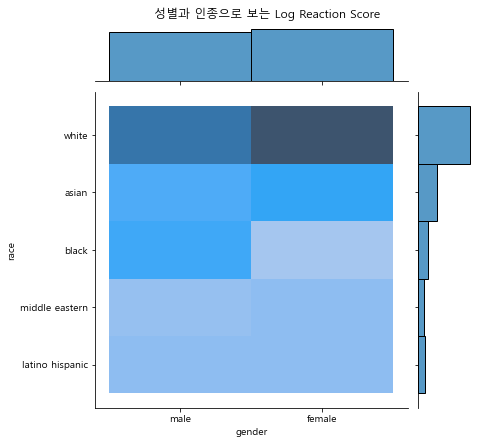 성별과 인종으로 보는 Log Reaction Score
white
asian
black
middle eastern
latino hispanic
race
male female
gender